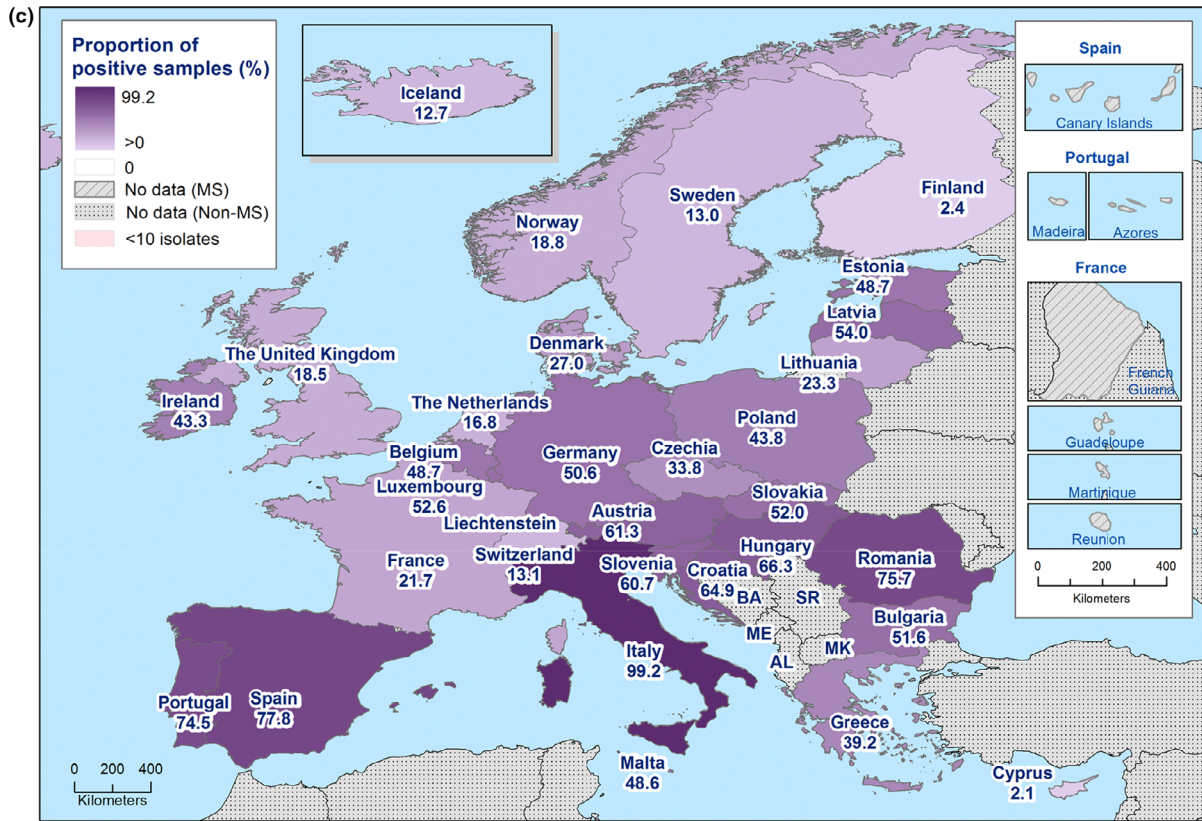 (c)
Proportion of
positive samples (%)
99.2
>0
0
No data (MS)
No data (Non-MS)
<10 isolates
Iceland
12.7
Norway
18.8
Sweden
13.0
Finland
2.4
Estonia
48.7
Latvia
54.0
Lithuania
23.3
Denmark
27.0
The United Kingdom
18.5
Ireland
43.3
The Netherlands
16.8
Belgium
48.7
Luxembourg
52.6
Germany
50.6
Poland
43.8
Czechia
33.8
Slovakia
52.0
Austria
61.3
Liechtenstein
Switzerland
13.1
France
21.7
Slovenia
60.7
Hungary
66.3
Croatia
64.9
Romania
75.7
BA
SR
Bulgaria
51.6
ME
MK
AL
Italy
99.2
Portugal
74.5
Spain
77.8
Greece
39.2
Malta
48.6
Cyprus
2.1
0 200 400
Kilometers
Spain
Canary Islands
Portugal
Madeira
Azores
France
French
Guiana
Guadeloupe
Martinique
Reunion
0 200 400
Kilometers